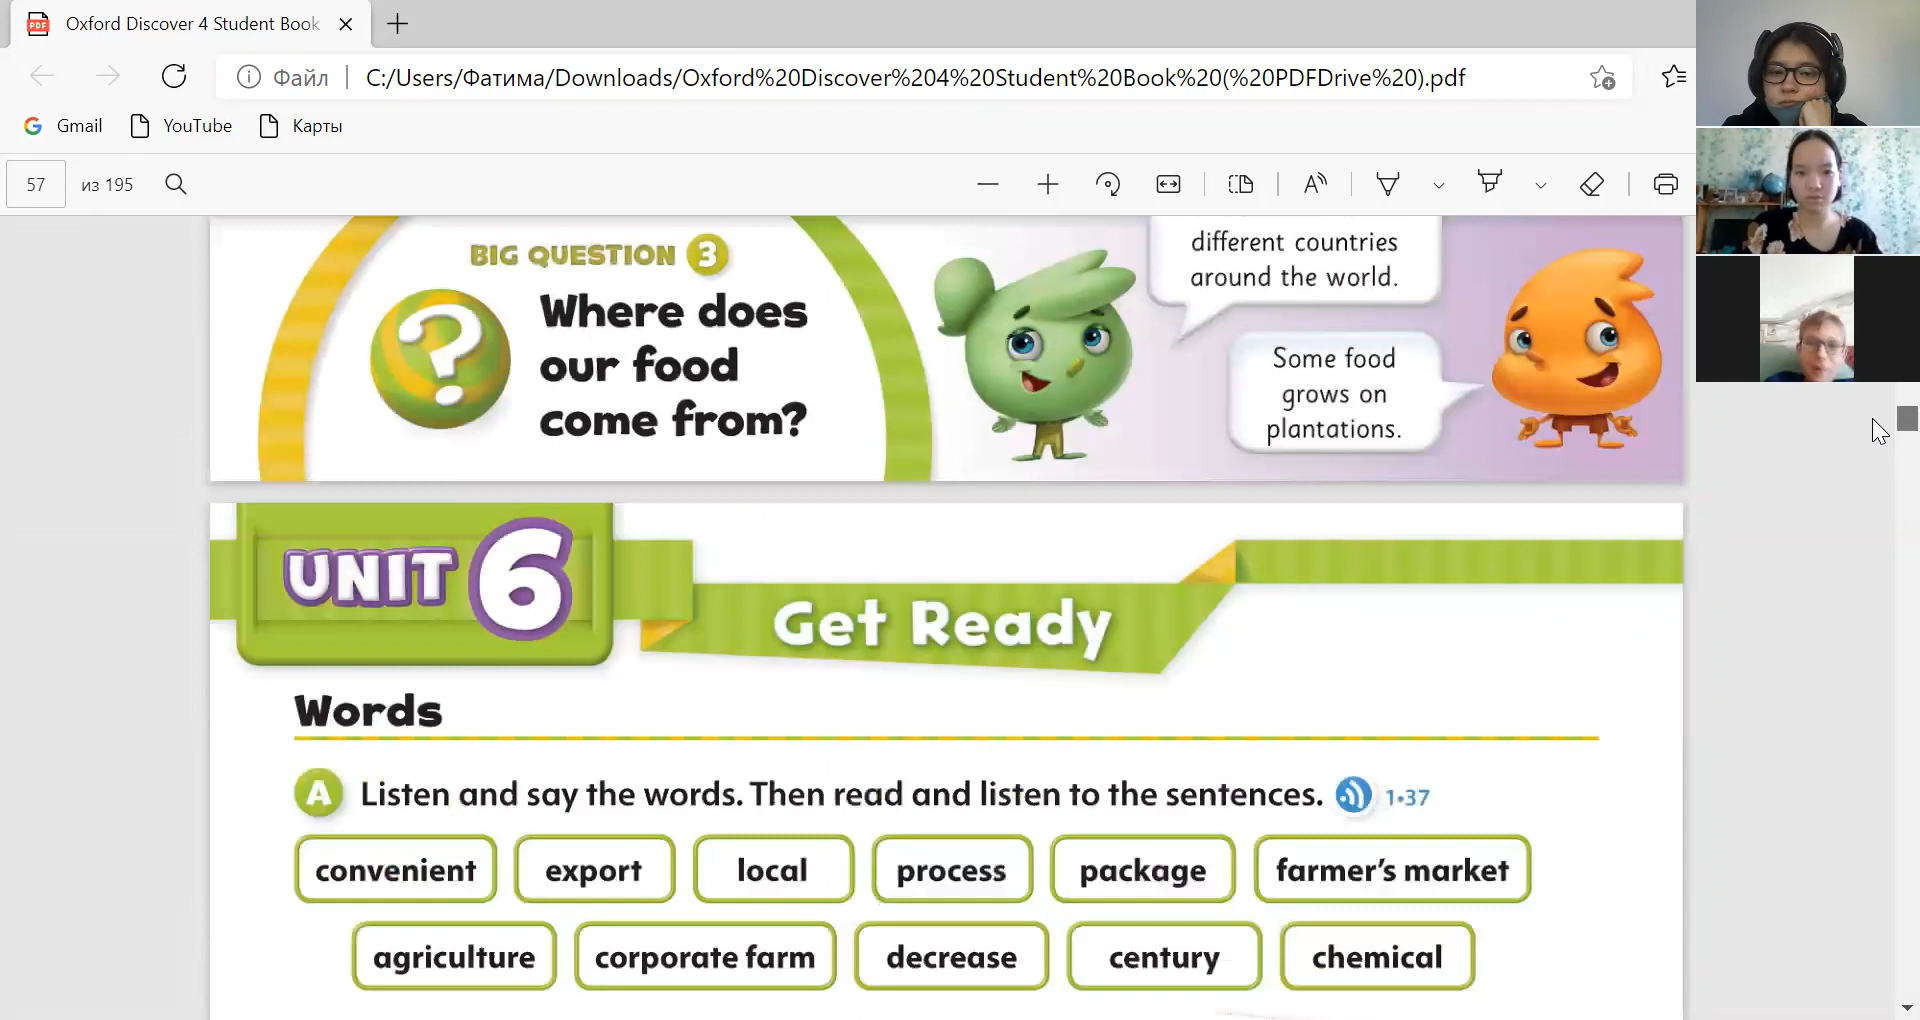 Oxford Discover 4 Student Book
Файл
C:/Users/Фатима/Downloads/Oxford%20Discover%204%20Student%20Book%20(%20PDFDrive%20).pdf
Gmail
YouTube
Карты
57
из 195
BIG QUESTION 3
Where does
our food
come from?
different countries
around the world.
Some food
grows on
plantations.
UNIT 6
Get Ready
Words
A Listen and say the words. Then read and listen to the sentences. 1•37
convenient
export
local
process
package
farmer's market
agriculture
corporate farm
decrease
century
chemical